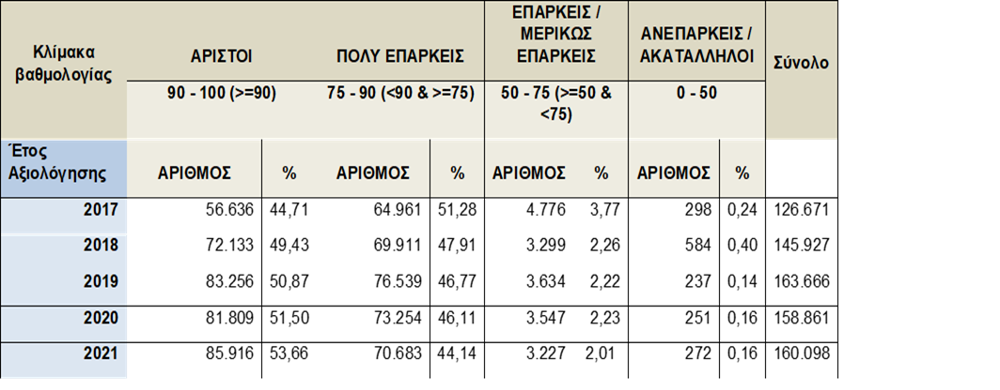 Κλίμακα βαθμολογίας ΑΡΙΣΤΟΙ ΠΟΛΥ ΕΠΑΡΚΕΙΣ ΕΠΑΡΚΕΙΣ / ΜΕΡΙΚΩΣ ΕΠΑΡΚΕΙΣ ΑΝΕΠΑΡΚΕΙΣ / ΑΚΑΤΑΛΛΗΛΟΙ Σύνολο
90 - 100 (>=90) 75 - 90 (<90 & >=75) 50 - 75 (>=50 & <75) 0 - 50
Έτος Αξιολόγησης ΑΡΙΘΜΟΣ % ΑΡΙΘΜΟΣ % ΑΡΙΘΜΟΣ % ΑΡΙΘΜΟΣ %
2017 56.636 44,71 64.961 51,28 4.776 3,77 298 0,24 126.671
2018 72.133 49,43 69.911 47,91 3.299 2,26 584 0,40 145.927
2019 83.256 50,87 76.539 46,77 3.634 2,22 237 0,14 163.666
2020 81.809 51,50 73.254 46,11 3.547 2,23 251 0,16 158.861
2021 85.916 53,66 70.683 44,14 3.227 2,01 272 0,16 160.098